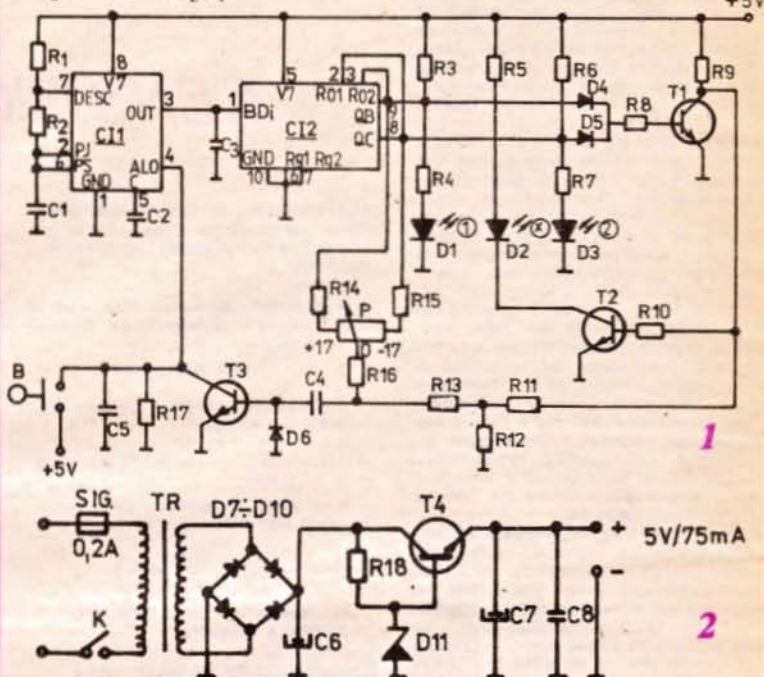 +5V
R1
8
V7
7
DESC
OUT
3
R2
CI1
2
PJ
6
PS
ALO
4
GND
C
1
5
C1
C2
C3
5
V7
2
3
R01
R02
1
BDi
QB
9
CI2
QC
8
GND
Rg1
Rg2
10
6
7
R3
R5
R6
D4
D5
R8
T1
R9
R4
R7
①
D1
ⓧ
D2
②
D3
R14
P
R15
+17
0
-17
R16
T2
R10
B
T3
C4
R13
R11
C5
R17
D6
R12
+5V
1
SIG.
0,2A
TR
D7÷D10
T4
+
5V/75mA
R18
K
C6
D11
C7
C8
-
2